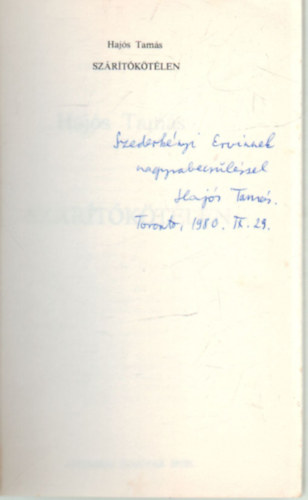 Hajós Tamás
SZÁRÍTÓKÖTÉLEN
Szederkényi Ervinnek
nagyrabecsüléssel
Hajós Tamás.
Toronto, 1980. IX. 29.